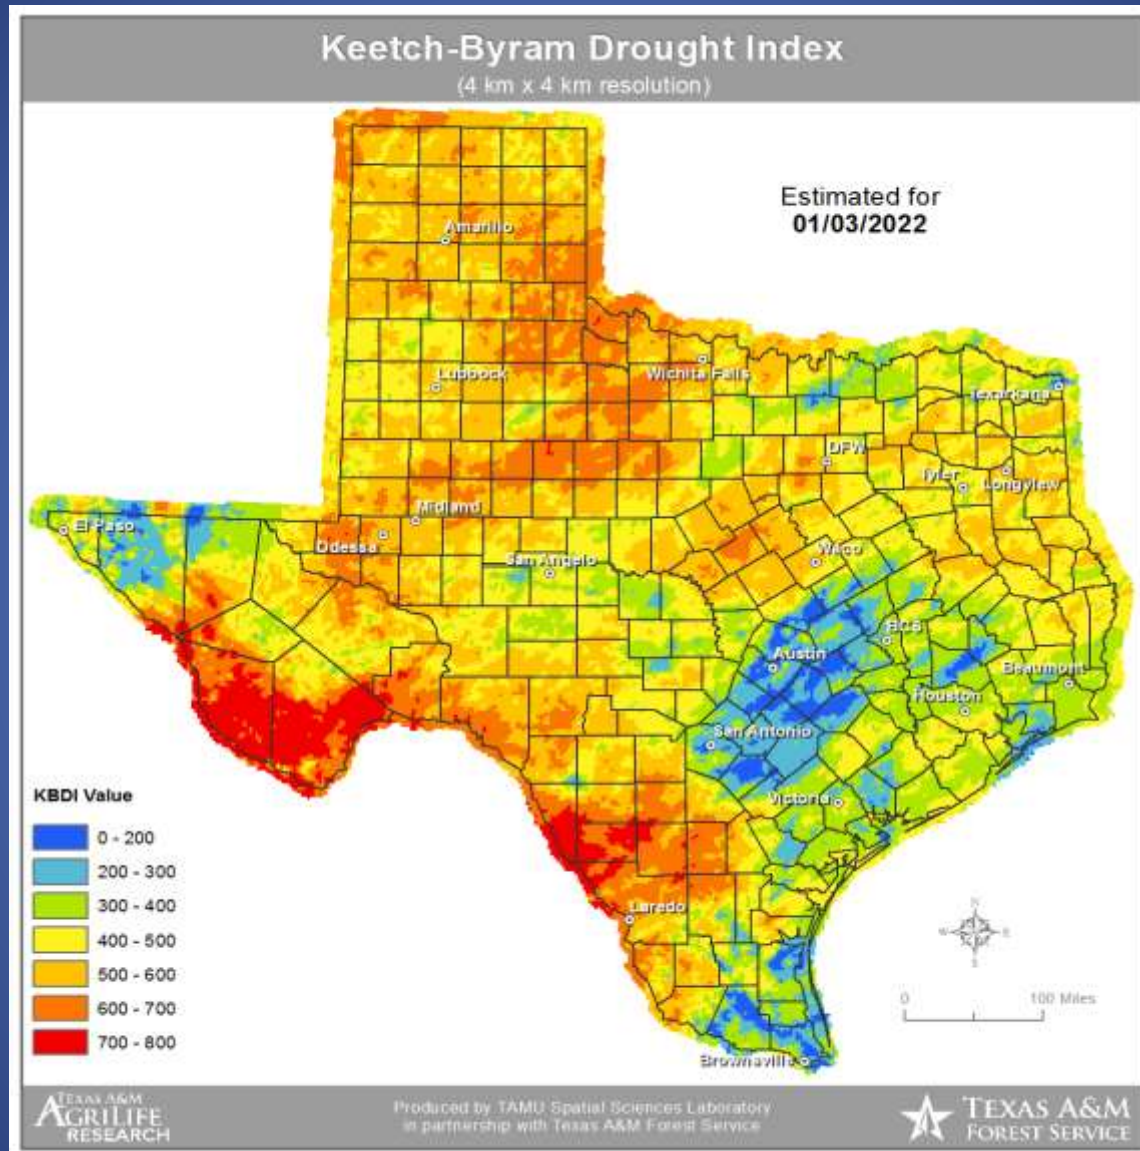 Keetch-Byram Drought Index
(4 km x 4 km resolution)
Estimated for
01/03/2022
Amarillo
Lubbock
Wichita Falls
Texarkana
DFW
Tyler
Longview
Midland
El Paso
Odessa
San Angelo
Waco
BCS
Austin
Beaumont
Houston
San Antonio
Victoria
Laredo
Brownsville
KBDI Value
0 - 200
200 - 300
300 - 400
400 - 500
500 - 600
600 - 700
700 - 800
N
W
E
S
0
100 Miles
TEXAS A&M
AGRILIFE
RESEARCH
Produced by TAMU Spatial Sciences Laboratory
in partnership with Texas A&M Forest Service
TEXAS A&M
FOREST SERVICE